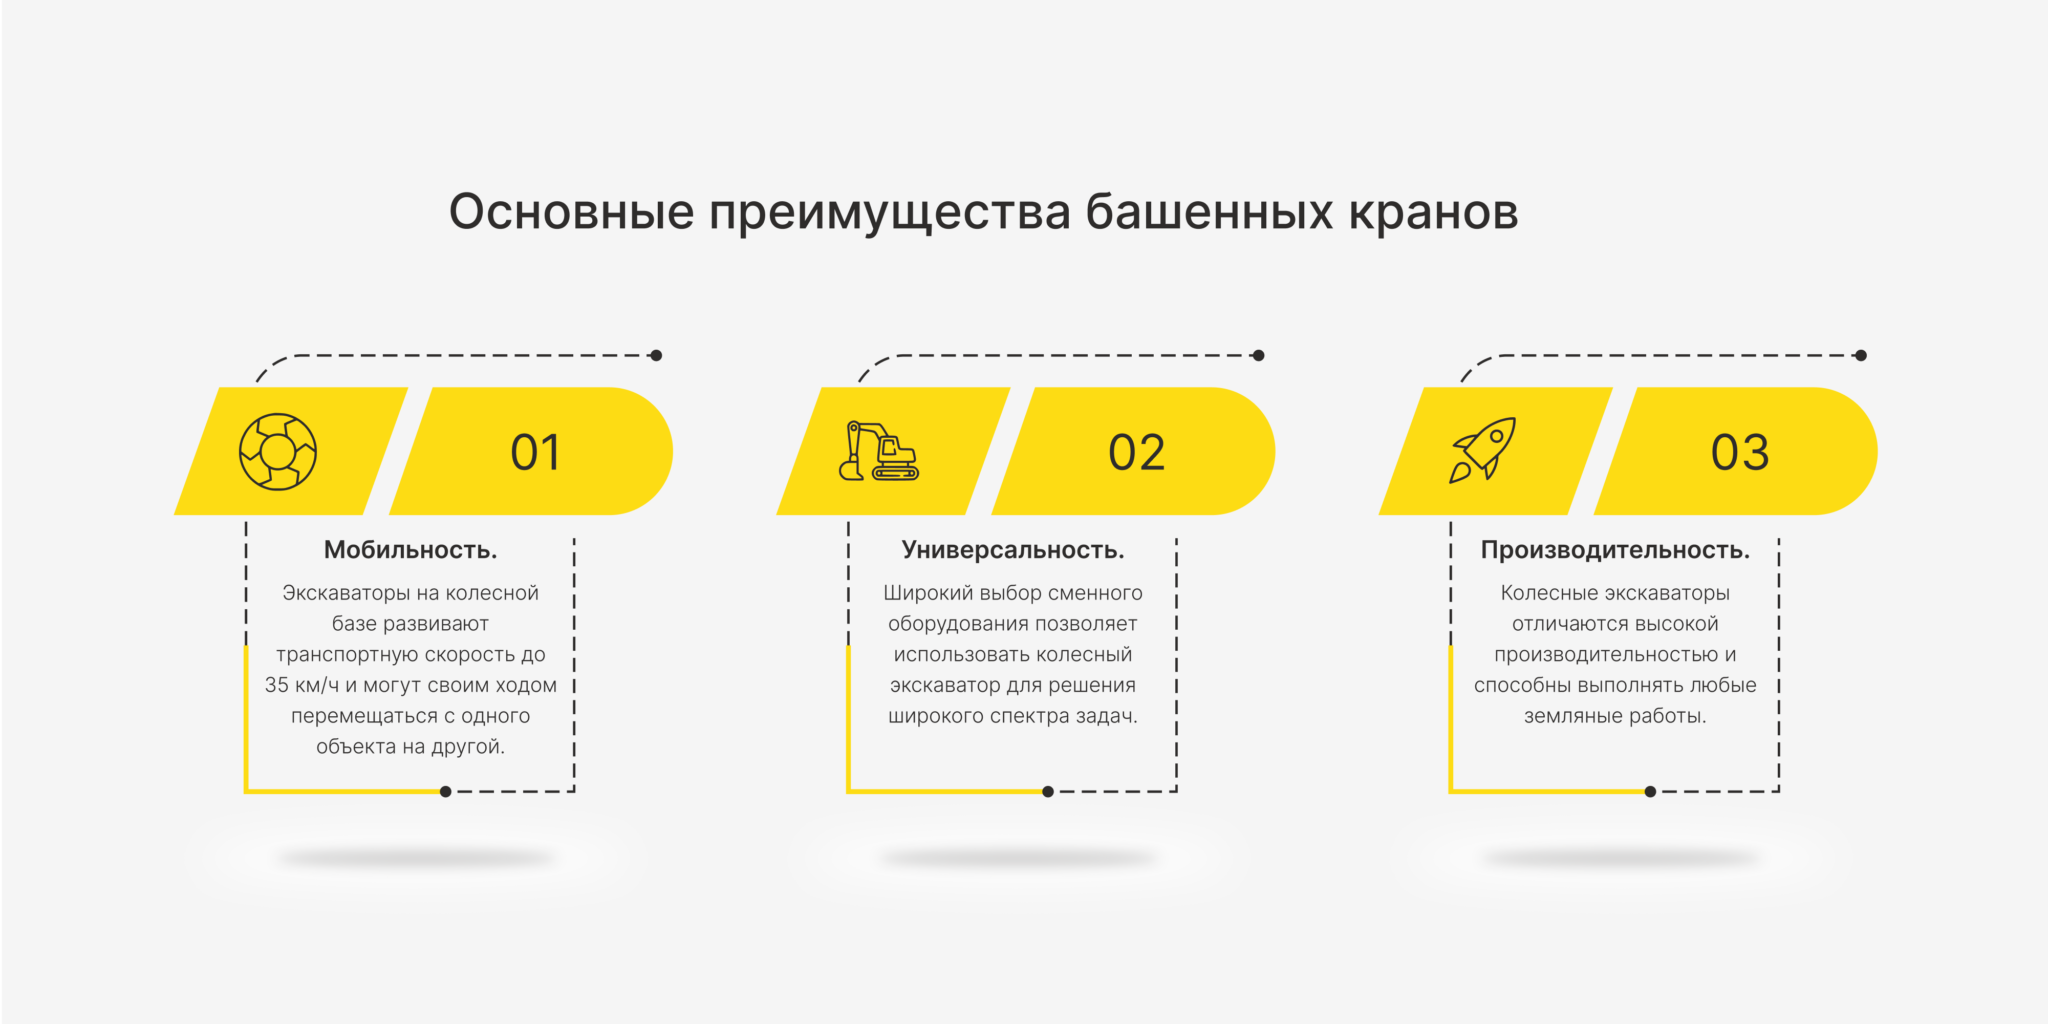 Основные преимущества башенных кранов
01
Мобильность.
Экскаваторы на колесной
базе развивают
транспортную скорость до
35 км/ч и могут своим ходом
перемещаться с одного
объекта на другой.
02
Универсальность.
Широкий выбор сменного
оборудования позволяет
использовать колесный
экскаватор для решения
широкого спектра задач.
03
Производительность.
Колесные экскаваторы
отличаются высокой
производительностью и
способны выполнять любые
земляные работы.